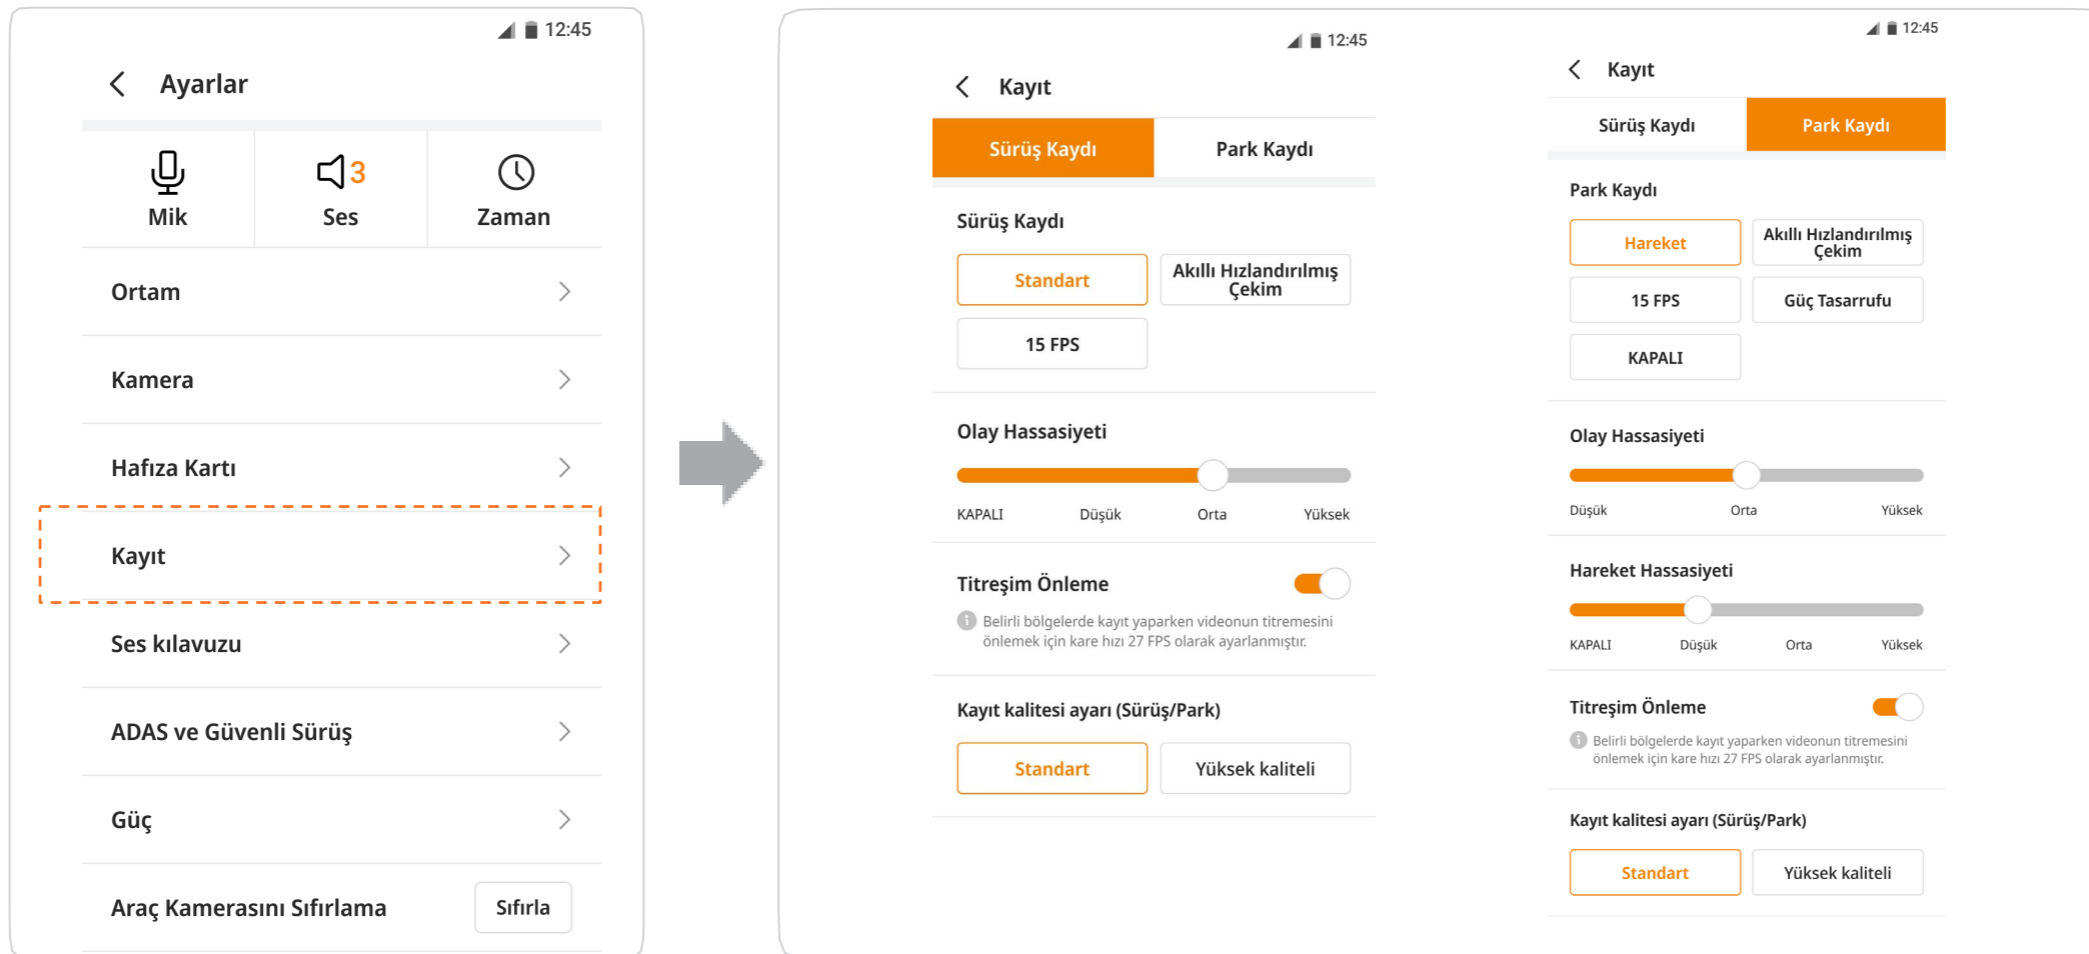 12:45
Ayarlar
Mik
3
Ses
Zaman
Ortam
Kamera
Hafıza Kartı
Kayıt
Ses kılavuzu
ADAS ve Güvenli Sürüş
Güç
Araç Kamerasını Sıfırlama
Sıfırla
12:45
Kayıt
Sürüş Kaydı
Park Kaydı
Sürüş Kaydı
Standart
Akıllı Hızlandırılmış
Çekim
15 FPS
Olay Hassasiyeti
KAPALI Düşük Orta Yüksek
Titreşim Önleme
Belirli bölgelerde kayıt yaparken videonun titremesini
önlemek için kare hızı 27 FPS olarak ayarlanmıştır.
Kayıt kalitesi ayarı (Sürüş/Park)
Standart
Yüksek kaliteli
12:45
Kayıt
Sürüş Kaydı
Park Kaydı
Park Kaydı
Hareket
Akıllı Hızlandırılmış
Çekim
15 FPS
Güç Tasarrufu
KAPALI
Olay Hassasiyeti
Düşük Orta Yüksek
Hareket Hassasiyeti
KAPALI Düşük Orta Yüksek
Titreşim Önleme
Belirli bölgelerde kayıt yaparken videonun titremesini
önlemek için kare hızı 27 FPS olarak ayarlanmıştır.
Kayıt kalitesi ayarı (Sürüş/Park)
Standart
Yüksek kaliteli